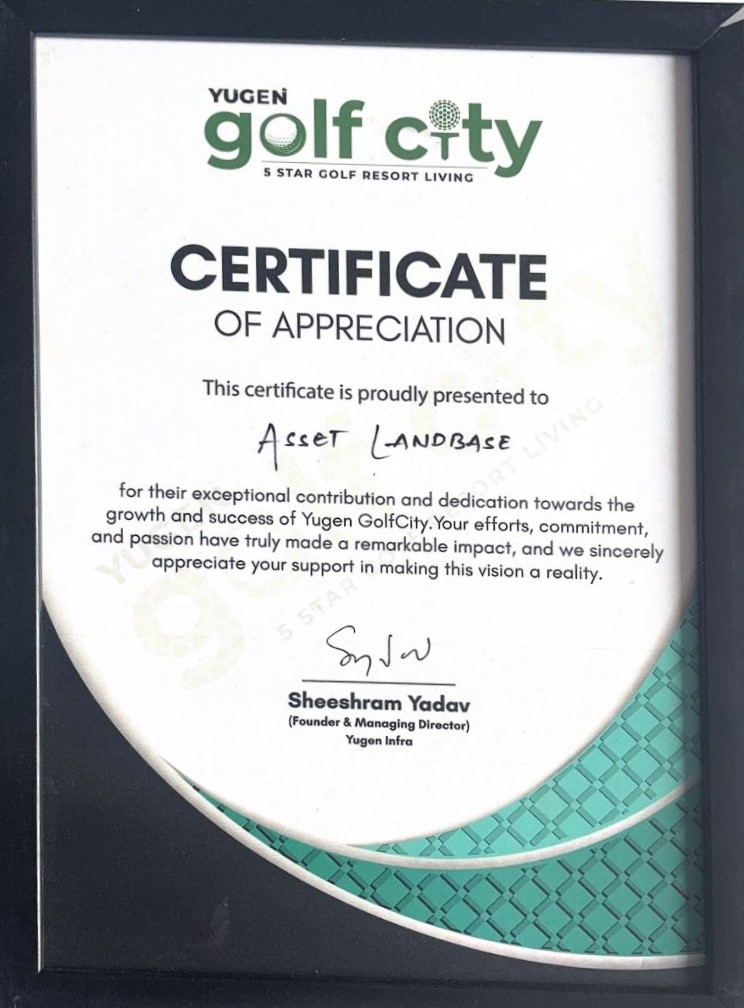 YUGEN
golf city
5 STAR GOLF RESORT LIVING
CERTIFICATE
OF APPRECIATION
This certificate is proudly presented to
ASSET LANDBASE
for their exceptional contribution and dedication towards the
growth and success of Yugen GolfCity.Your efforts, commitment,
and passion have truly made a remarkable impact, and we sincerely
appreciate your support in making this vision a reality.
Sheeshram Yadav
(Founder & Managing Director)
Yugen Infra